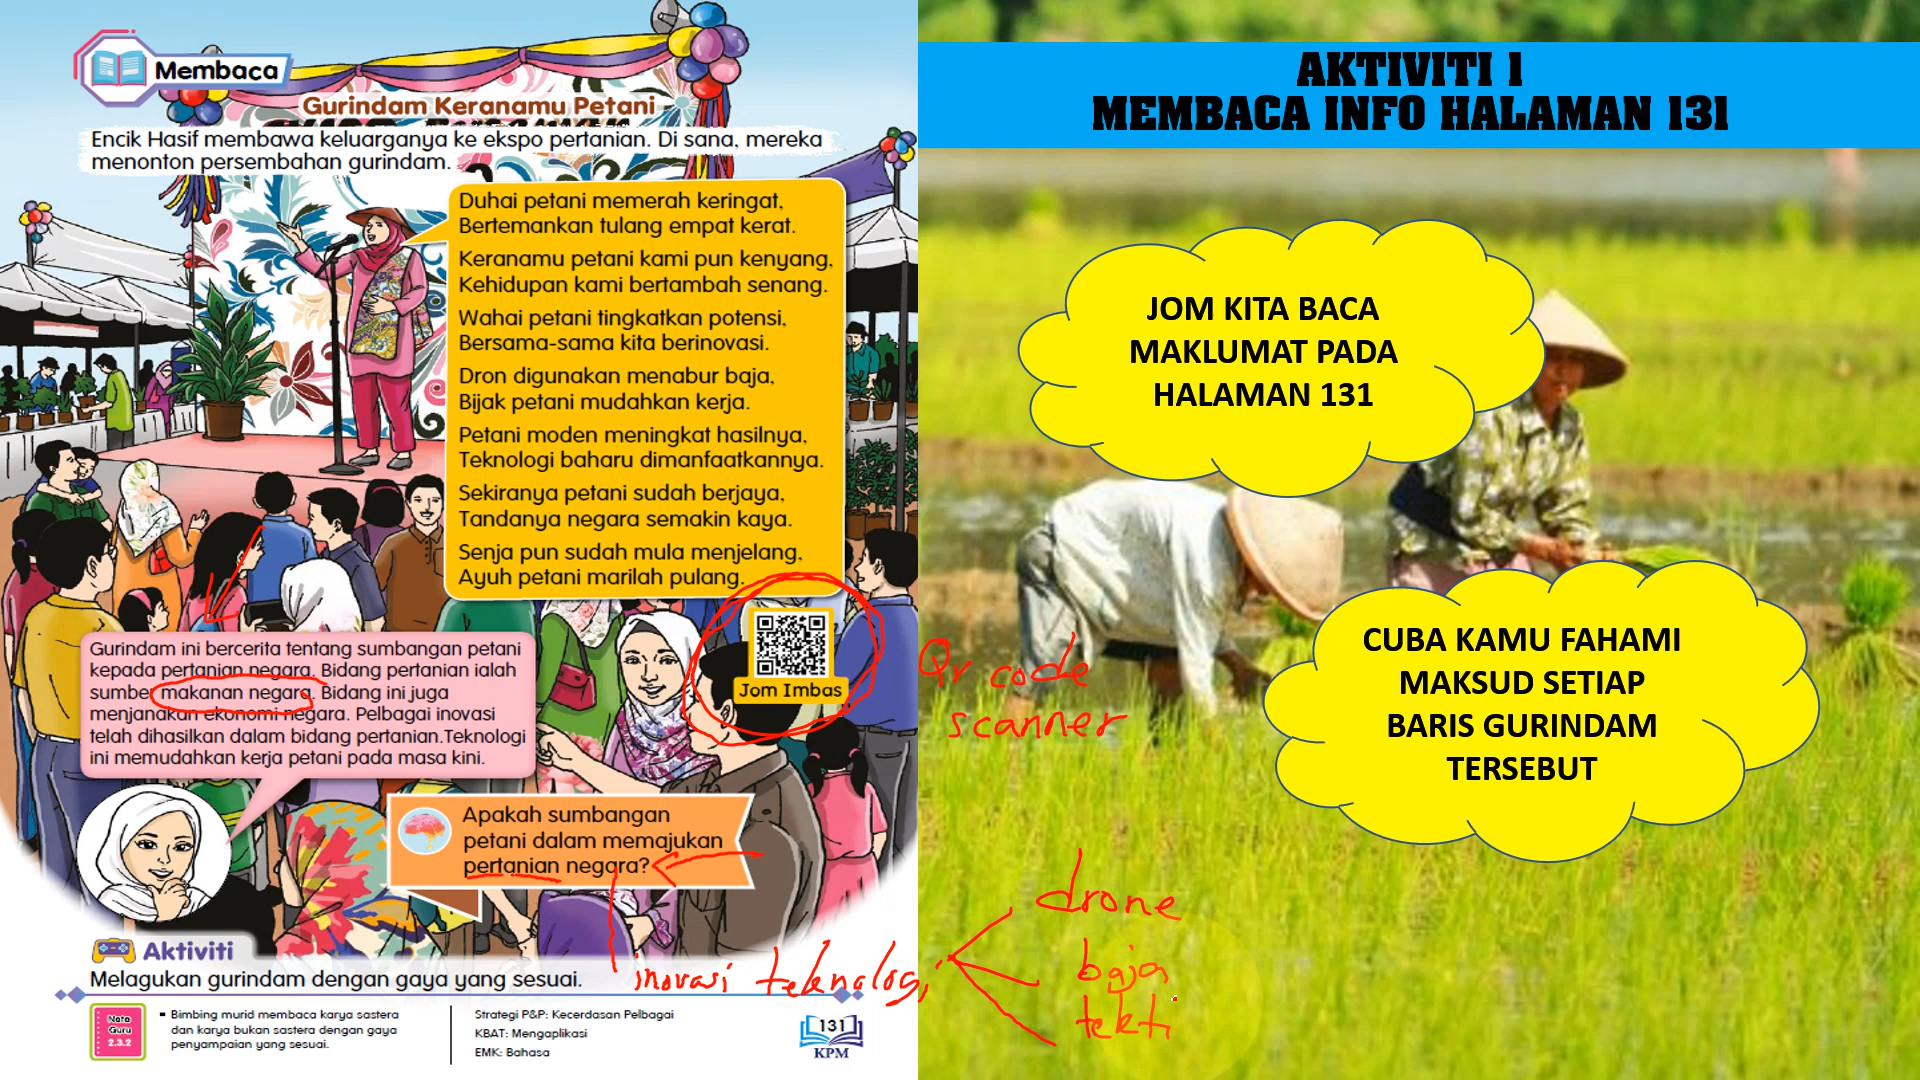 Membaca
Gurindam Keranamu Petani
Encik Hasif membawa keluarganya ke ekspo pertanian. Di sana, mereka
menonton persembahan gurindam.
Duhai petani memerah keringat,
Bertemankan tulang empat kerat.
Keranamu petani kami pun kenyang,
Kehidupan kami bertambah senang.
Wahai petani tingkatkan potensi,
Bersama-sama kita berinovasi.
Dron digunakan menabur baja,
Bijak petani mudahkan kerja.
Petani moden meningkat hasilnya,
Teknologi baharu dimanfaatkannya.
Sekiranya petani sudah berjaya,
Tandanya negara semakin kaya.
Senja pun sudah mula menjelang,
Ayuh petani marilah pulang.
Jom Imbas
Gurindam ini bercerita tentang sumbangan petani
kepada pertanian negara. Bidang pertanian ialah
sumber makanan negara. Bidang ini juga
menjanakan ekonomi negara. Pelbagai inovasi
telah dihasilkan dalam bidang pertanian.Teknologi
ini memudahkan kerja petani pada masa kini.
Apakah sumbangan
petani dalam memajukan
pertanian negara?
Aktiviti
Melagukan gurindam dengan gaya yang sesuai.
Nota
Guru
2.3.2
Bimbing murid membaca karya sastera
dan karya bukan sastera dengan gaya
penyampaian yang sesuai.
Strategi P&P: Kecerdasan Pelbagai
KBAT: Mengaplikasi
EMK: Bahasa
131
KPM
AKTIVITI 1
MEMBACA INFO HALAMAN 131
JOM KITA BACA
MAKLUMAT PADA
HALAMAN 131
CUBA KAMU FAHAMI
MAKSUD SETIAP
BARIS GURINDAM
TERSEBUT
Qr code
scanner
inovasi teknologi
drone
baja
tekti